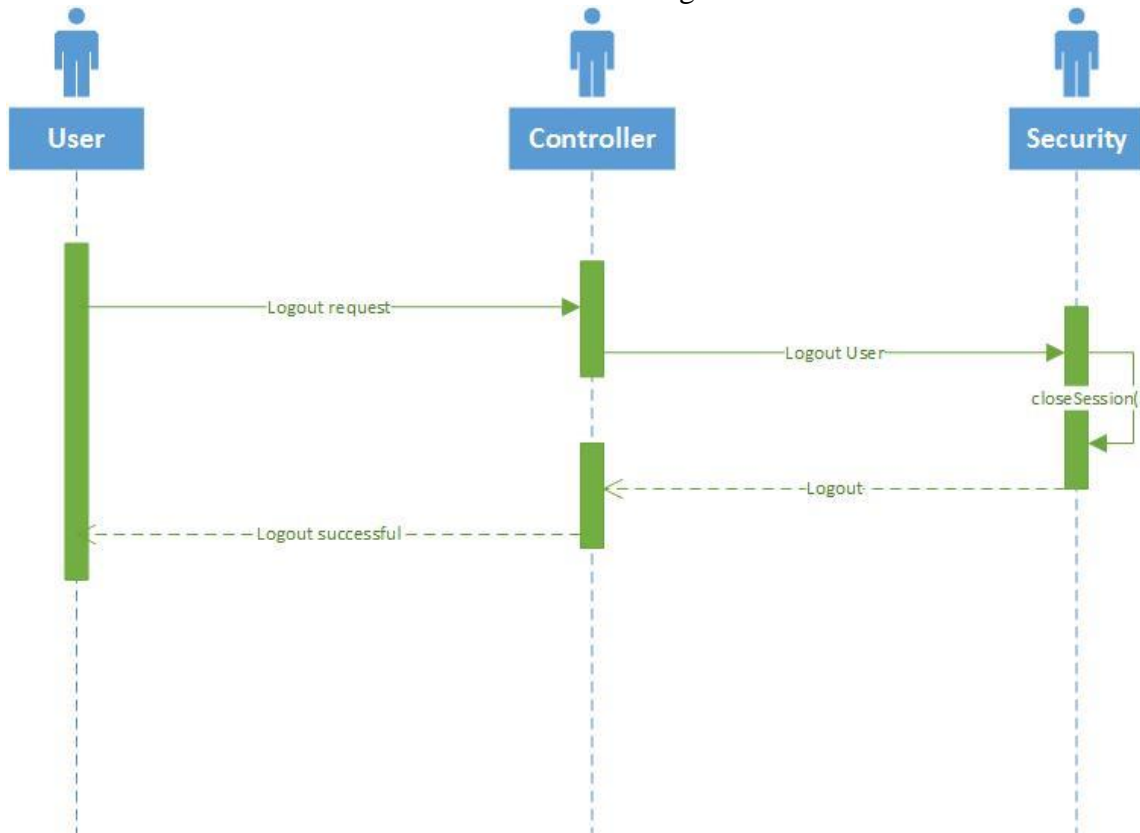 User
Controller
Security
Logout request
Logout User
closeSession(
Logout
Logout successful